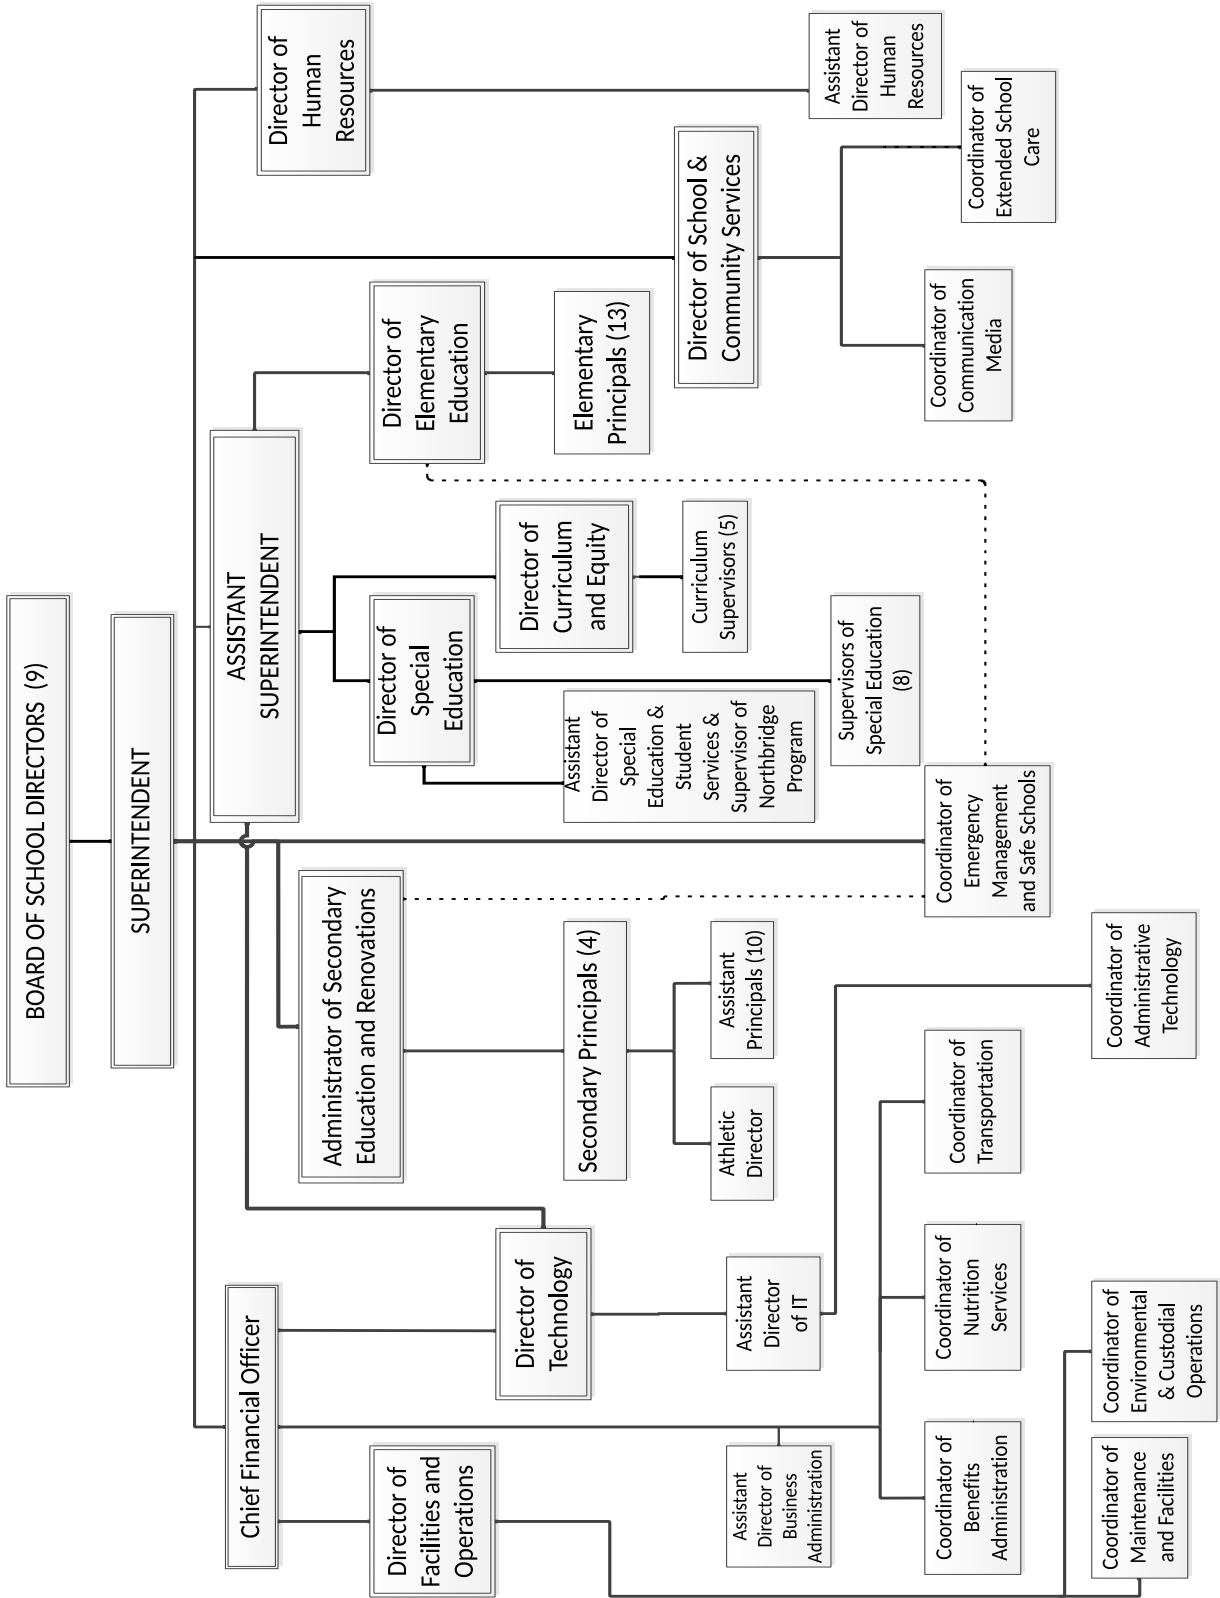 BOARD OF SCHOOL DIRECTORS (9)
SUPERINTENDENT
Chief Financial Officer
ASSISTANT
SUPERINTENDENT
Director of
Human
Resources
Administrator of Secondary
Education and Renovations
Director of
Facilities and
Operations
Director of
Special
Education
Director of
Elementary
Education
Director of
Technology
Director of
Curriculum
and Equity
Elementary
Principals (13)
Secondary Principals (4)
Assistant
Director of
Special
Education &
Student
Services &
Supervisor of
Northbridge
Program
Director of School &
Community Services
Curriculum
Supervisors (5)
Athletic
Director
Assistant
Principals (10)
Assistant
Director of
Business
Administration
Assistant
Director
of IT
Assistant
Director of
Human
Resources
Supervisors of
Special Education
(8)
Coordinator of
Benefits
Administration
Coordinator of
Nutrition
Services
Coordinator of
Transportation
Coordinator of
Emergency
Management
and Safe Schools
Coordinator of
Communication
Media
Coordinator of
Extended School
Care
Coordinator of
Maintenance
and Facilities
Coordinator of
Environmental
& Custodial
Operations
Coordinator of
Administrative
Technology